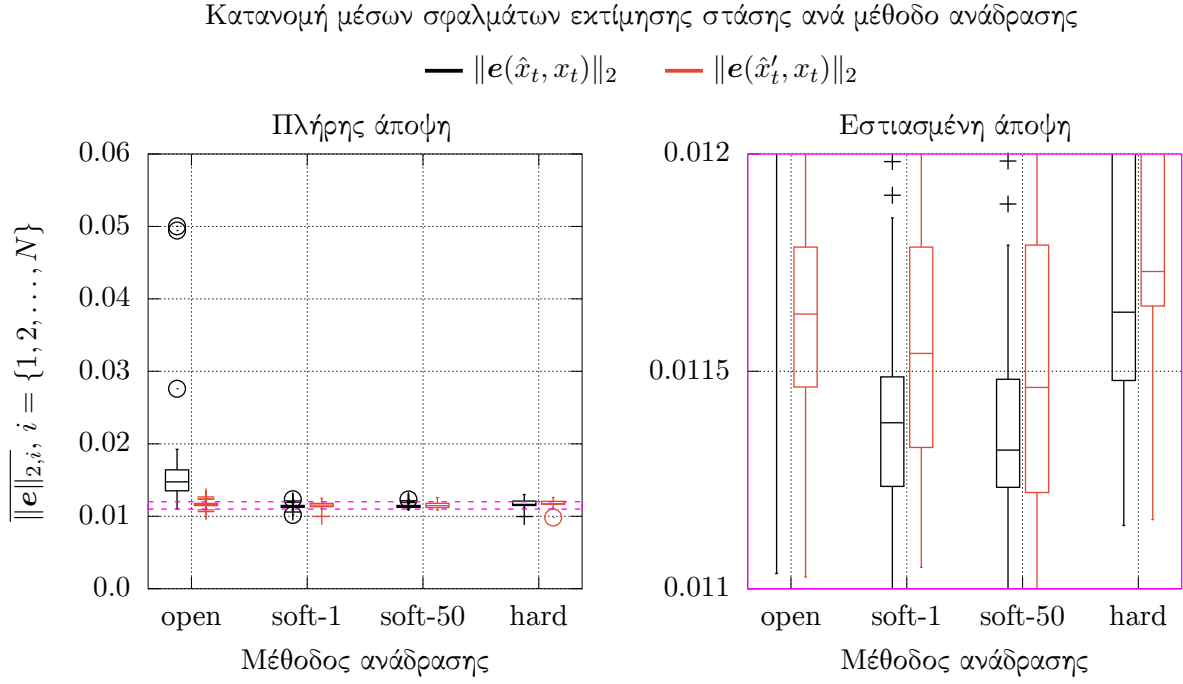 Κατανομή μέσων σφαλμάτων εκτίμησης στάσης ανά μέθοδο ανάδρασης
‖e(x̂_t, x_t)‖_2 ‖e(x̂′_t, x_t)‖_2
Πλήρης άποψη
0.06
0.05
0.04
0.03
0.02
0.01
0.0
‖e‖_{2,i}, i = {1, 2, . . . , N}
open soft-1 soft-50 hard
Μέθοδος ανάδρασης
Εστιασμένη άποψη
0.012
0.0115
0.011
open soft-1 soft-50 hard
Μέθοδος ανάδρασης